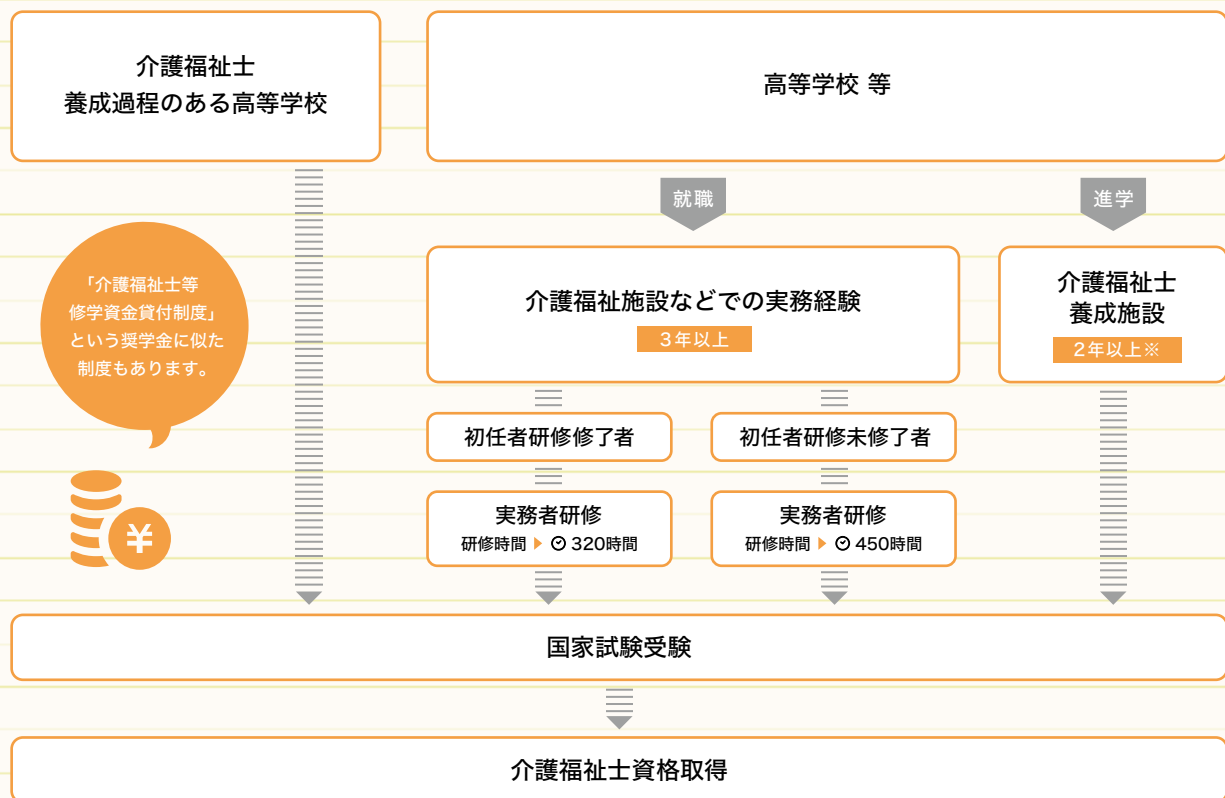 介護福祉士
養成過程のある高等学校
高等学校 等
就職
進学
「介護福祉士等
修学資金貸付制度」
という奨学金に似た
制度もあります。
¥
介護福祉施設などでの実務経験
3年以上
介護福祉士
養成施設
2年以上※
初任者研修修了者
初任者研修未修了者
実務者研修
研修時間 320時間
実務者研修
研修時間 450時間
国家試験受験
介護福祉士資格取得